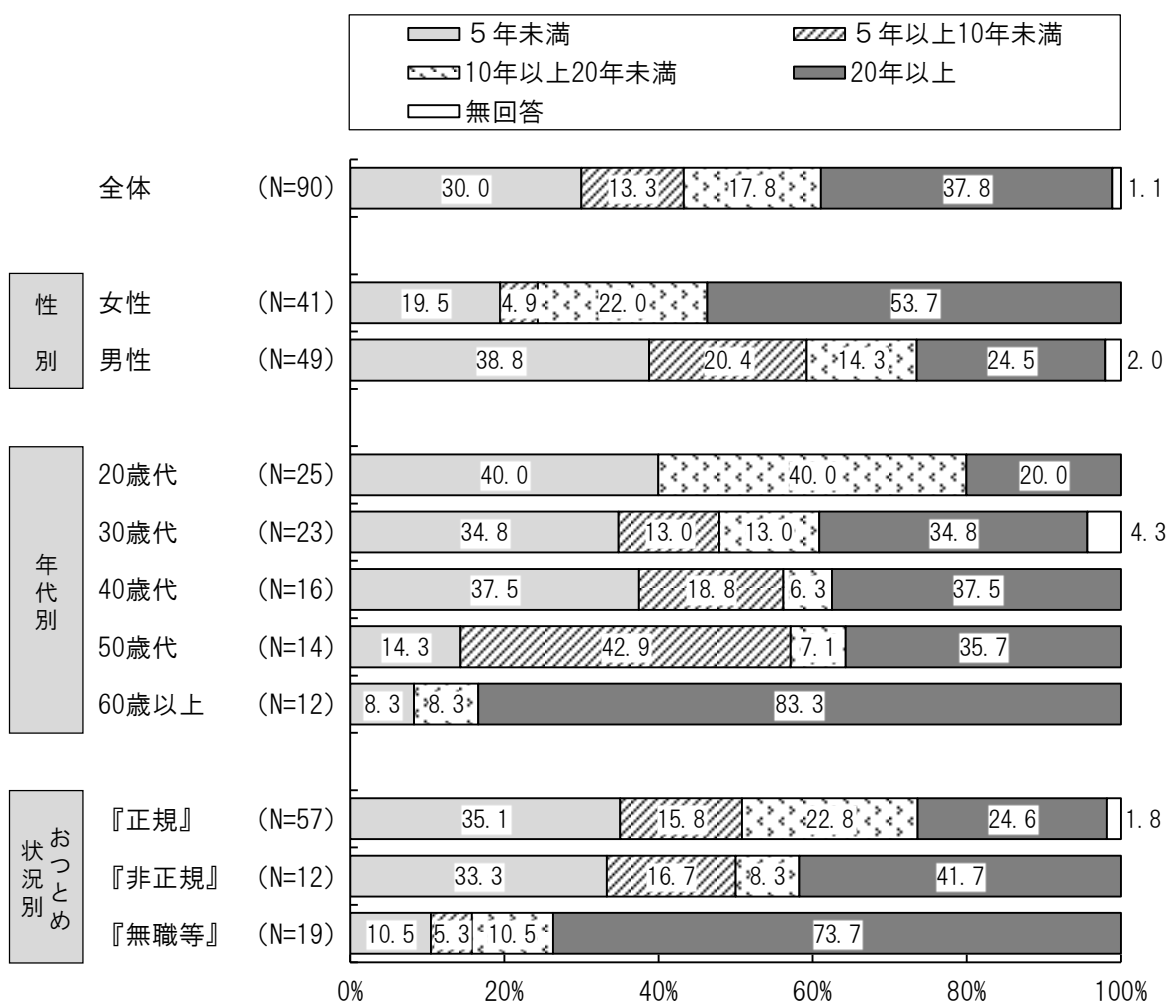 ５年未満 ５年以上10年未満
10年以上20年未満 20年以上
無回答
全体 (N=90) 30.0 13.3 17.8 37.8 1.1
性別
女性 (N=41) 19.5 4.9 22.0 53.7
男性 (N=49) 38.8 20.4 14.3 24.5 2.0
年代別
20歳代 (N=25) 40.0 40.0 20.0
30歳代 (N=23) 34.8 13.0 13.0 34.8 4.3
40歳代 (N=16) 37.5 18.8 6.3 37.5
50歳代 (N=14) 14.3 42.9 7.1 35.7
60歳以上 (N=12) 8.3 8.3 83.3
おつとめ
状況別
『正規』 (N=57) 35.1 15.8 22.8 24.6 1.8
『非正規』 (N=12) 33.3 16.7 8.3 41.7
『無職等』 (N=19) 10.5 5.3 10.5 73.7
0% 20% 40% 60% 80% 100%